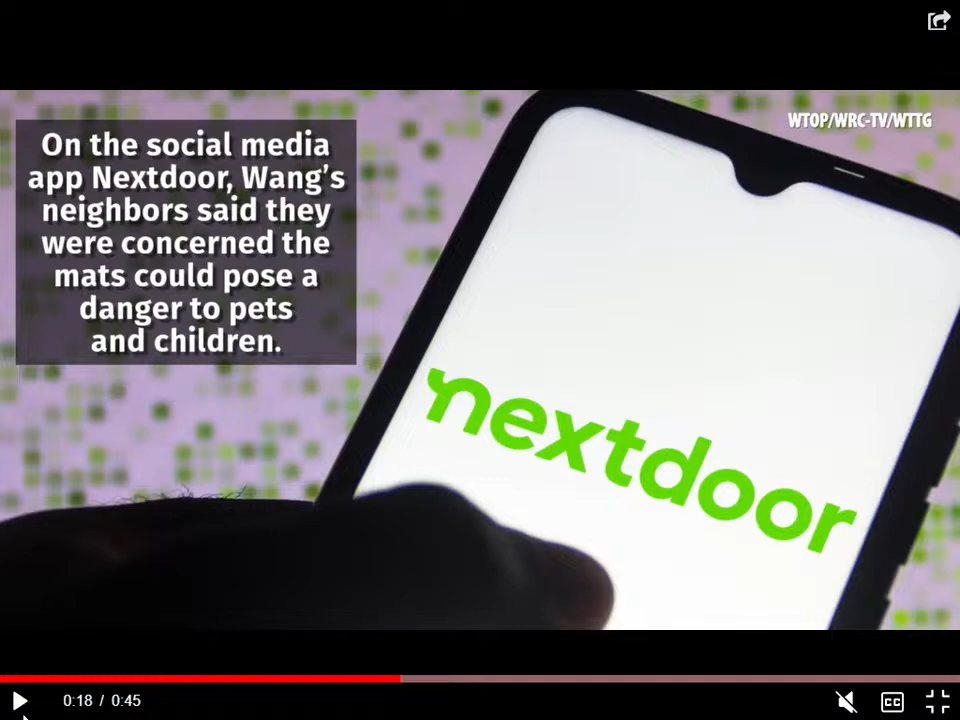 WTOP/WRC-TV/WTTG
On the social media
app Nextdoor, Wang's
neighbors said they
were concerned the
mats could pose a
danger to pets
and children.
nextdoor
0:18 / 0:45
CC